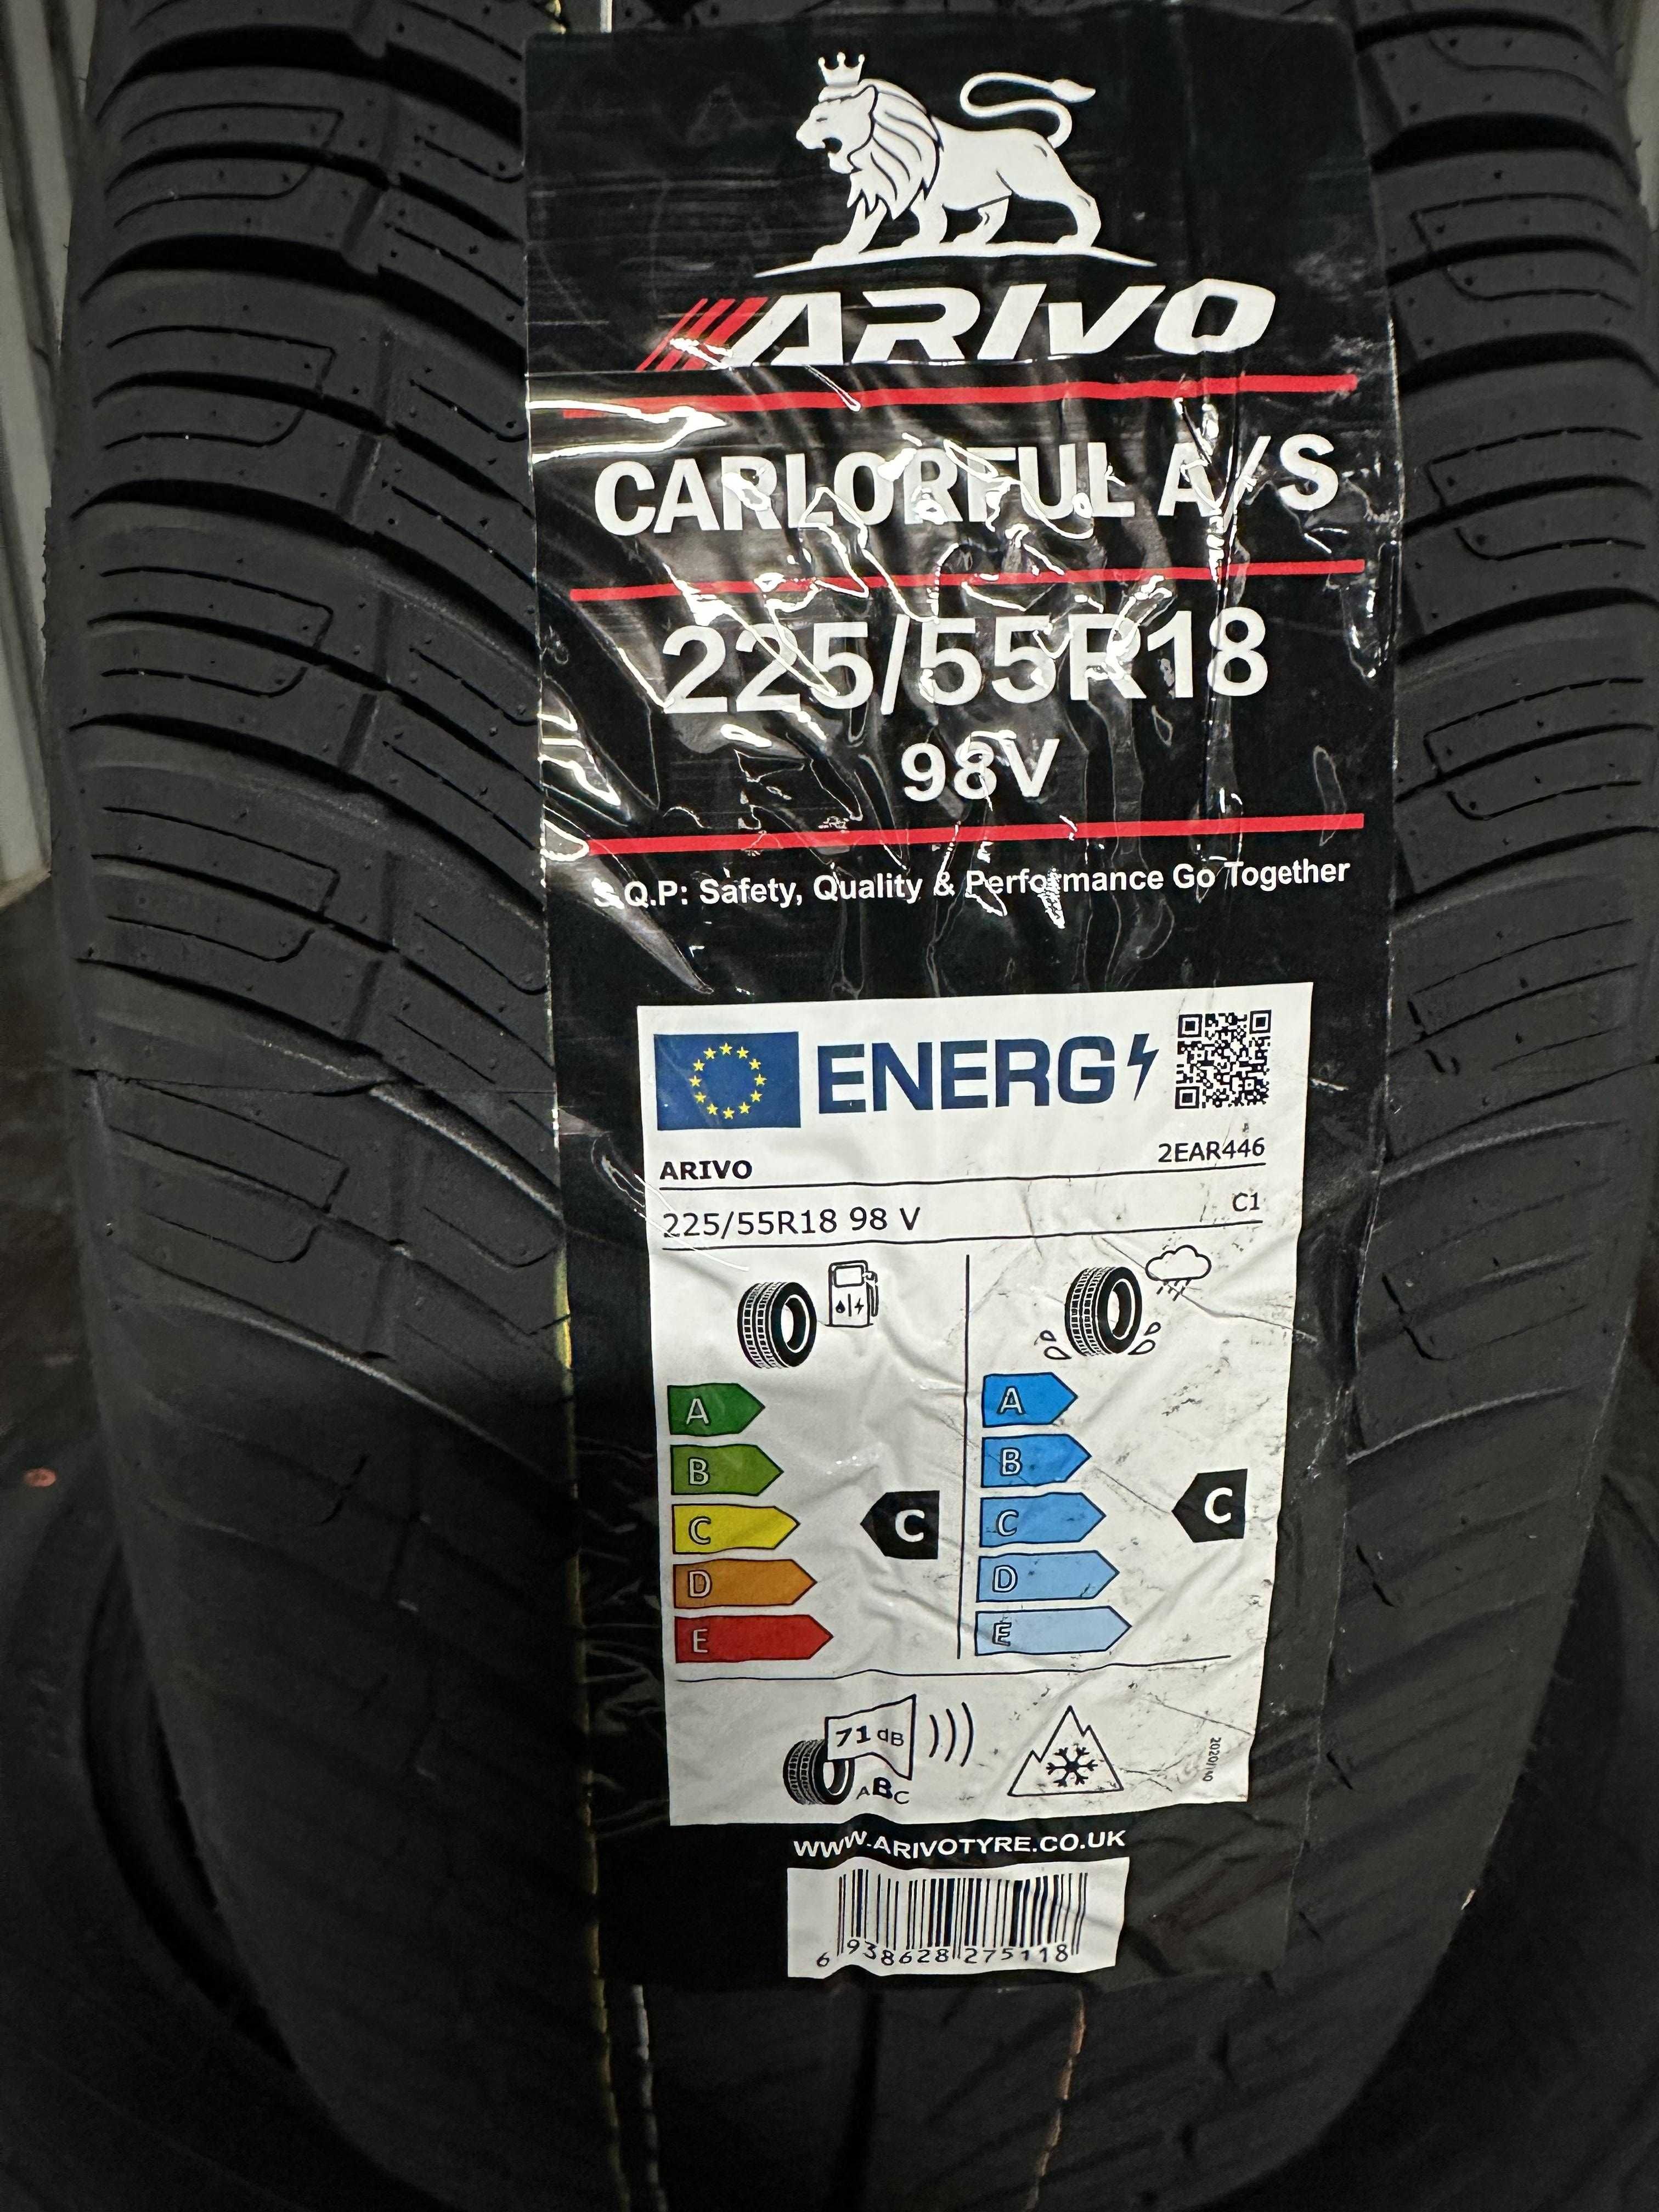 ARIVO
CARLORFUL A/S
225/55R18
98V
S.Q.P: Safety, Quality & Performance Go Together
ENERG
ARIVO 2EAR446
225/55R18 98 V C1
A A
B B
C C C C
D D
E E
71 dB
ABC
2020/740
WWW.ARIVOTYRE.CO.UK
6 938628 275118